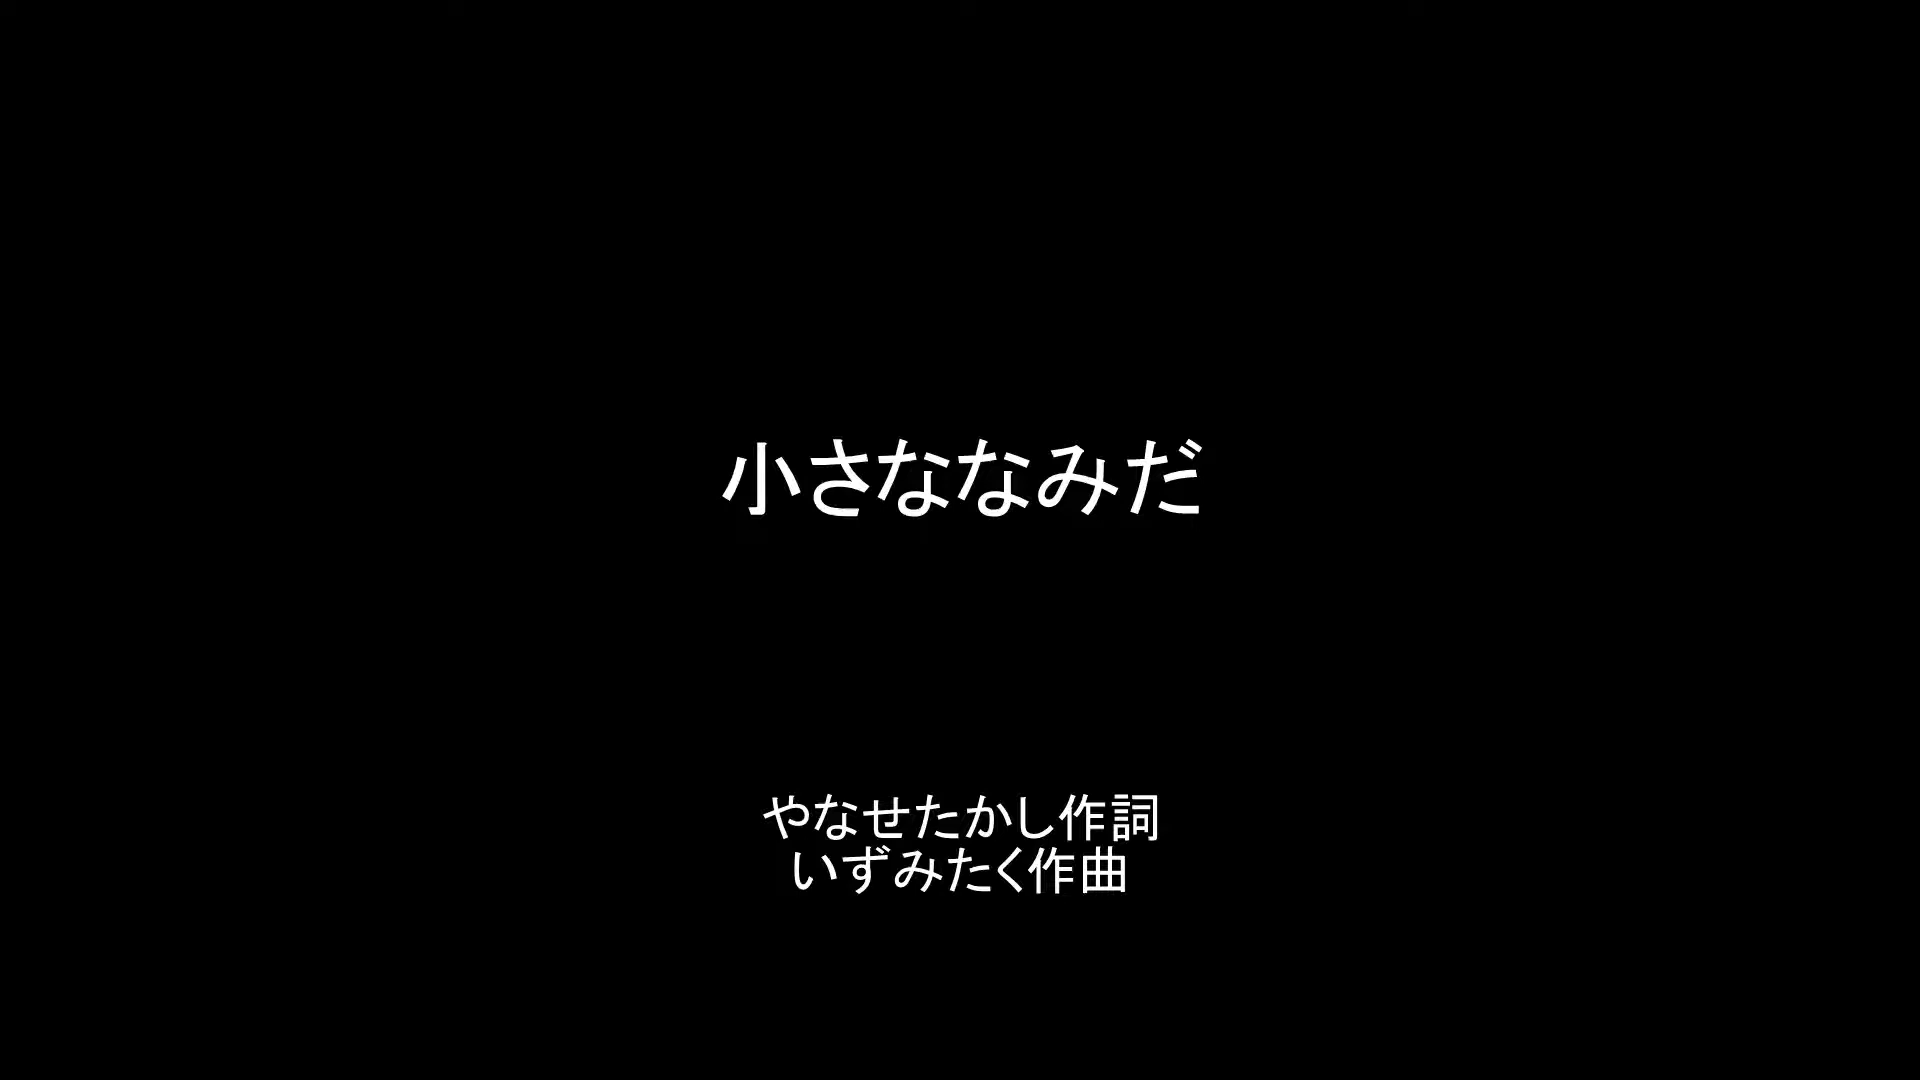 小さななみだ
やなせたかし作詞
いずみたく作曲